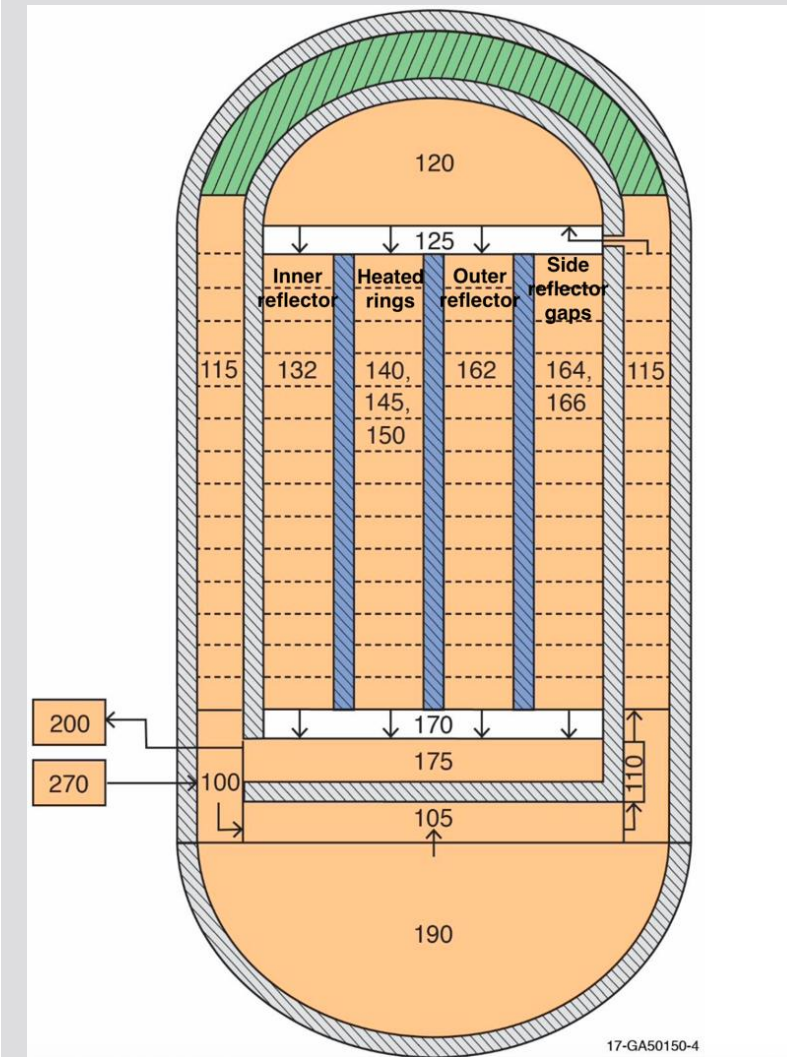 120
125
Inner
reflector
Heated
rings
Outer
reflector
Side
reflector
gaps
115
132
140,
145,
150
162
164,
166
115
170
200
175
270
100
110
105
190
17-GA50150-4